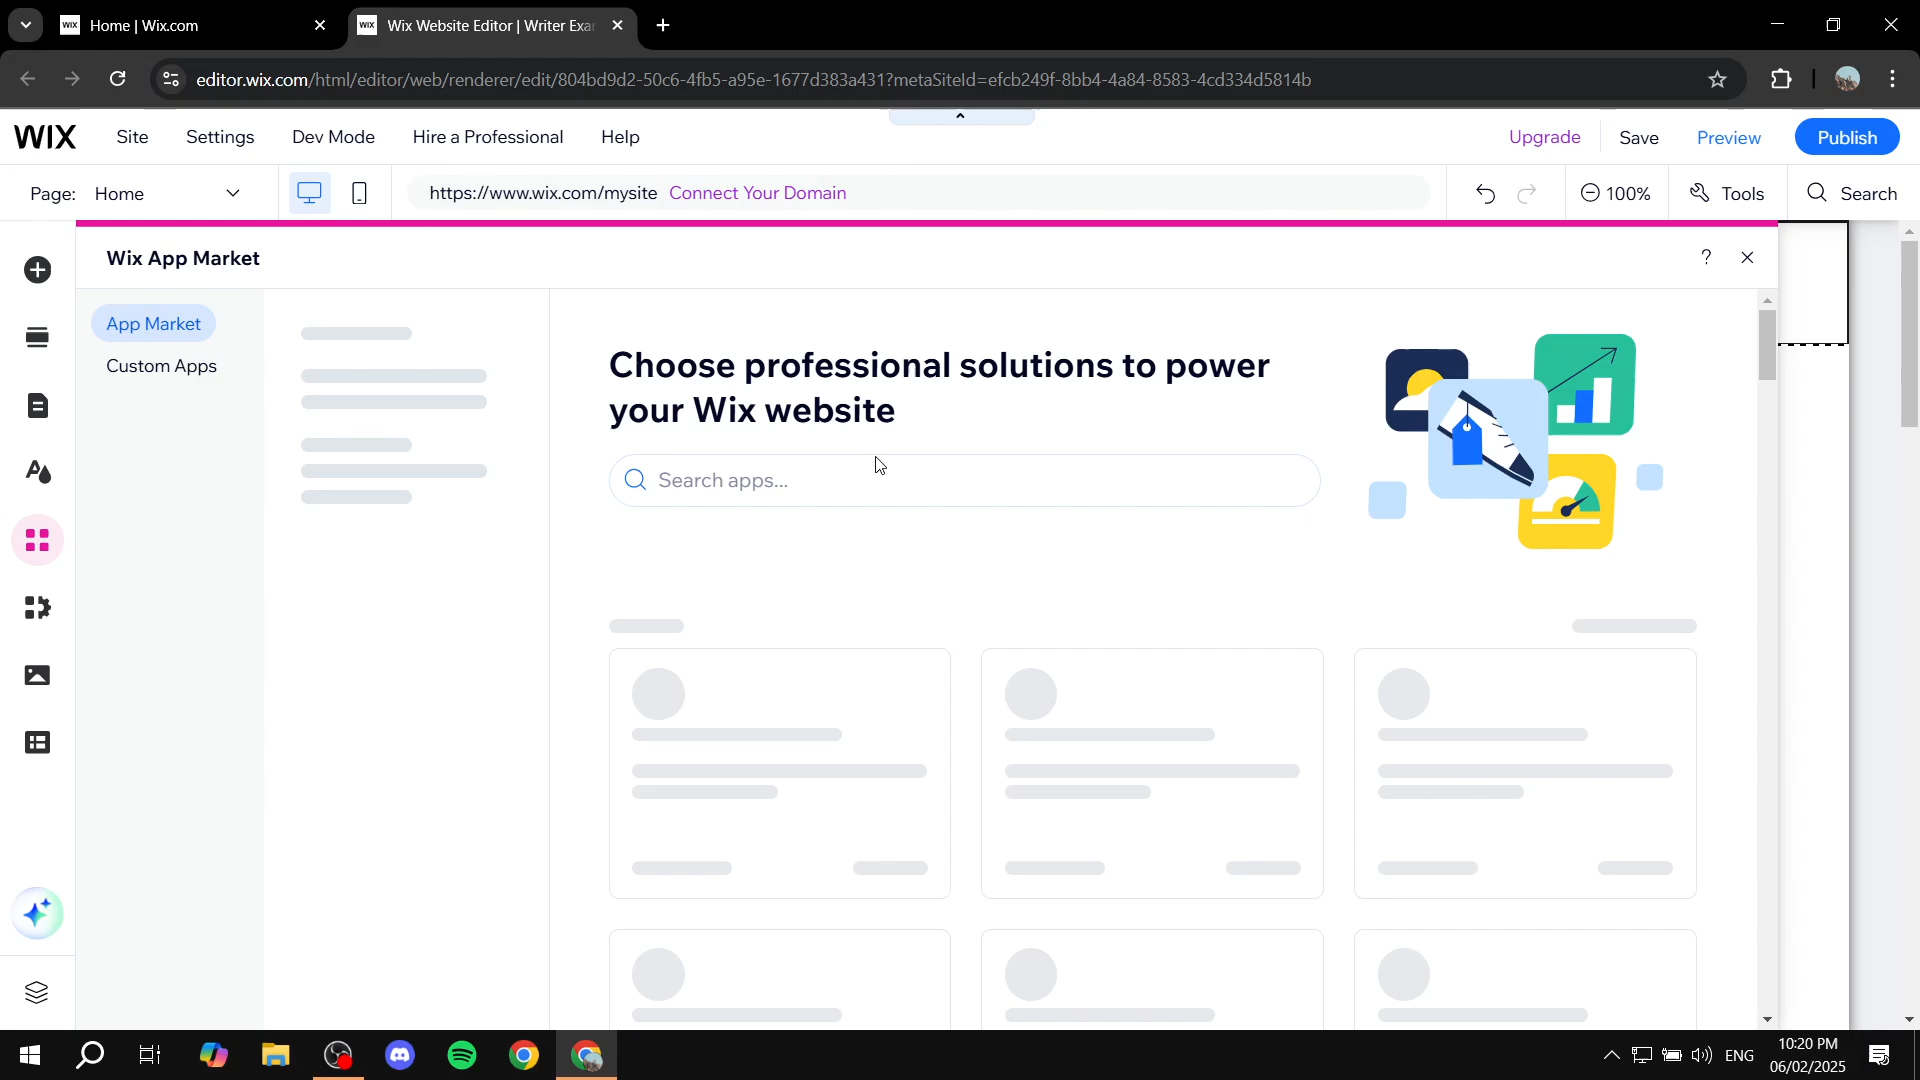 WIX Home | Wix.com
WIX Wix Website Editor | Writer Exa
editor.wix.com/html/editor/web/renderer/edit/804bd9d2-50c6-4fb5-a95e-1677d383a431?metaSiteId=efcb249f-8bb4-4a84-8583-4cd334d5814b
WIX Site Settings Dev Mode Hire a Professional Help Upgrade Save Preview Publish
Page: Home https://www.wix.com/mysite Connect Your Domain 100% Tools Search
Wix App Market ?
App Market
Custom Apps
Choose professional solutions to power
your Wix website
Search apps...
ENG
10:20 PM
06/02/2025